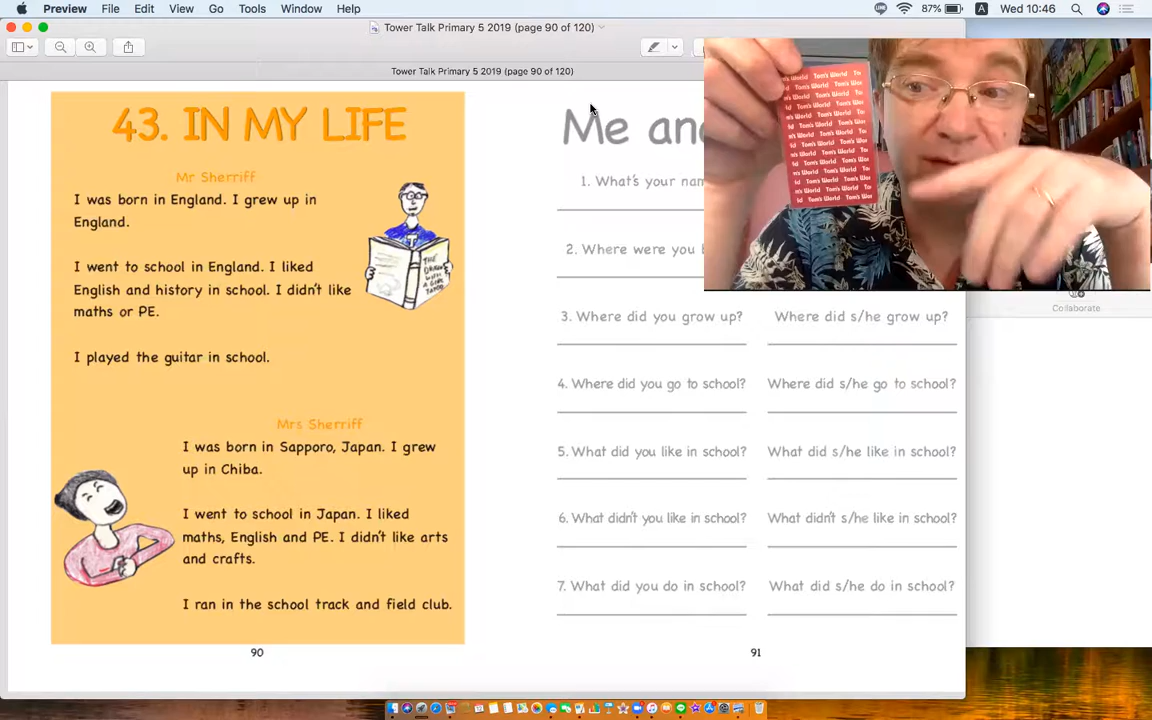 Preview File Edit View Go Tools Window Help
87% Wed 10:46
Tower Talk Primary 5 2019 (page 90 of 120)
Tower Talk Primary 5 2019 (page 90 of 120)
43. IN MY LIFE
Mr Sherriff
I was born in England. I grew up in
England.
I went to school in England. I liked
English and history in school. I didn't like
maths or PE.
I played the guitar in school.
Mrs Sherriff
I was born in Sapporo, Japan. I grew
up in Chiba.
I went to school in Japan. I liked
maths, English and PE. I didn't like arts
and crafts.
I ran in the school track and field club.
90
Me
1. What's your
2. Where were you
3. Where did you grow up? Where did s/he grow up?
4. Where did you go to school? Where did s/he go to school?
5. What did you like in school? What did s/he like in school?
6. What didn't you like in school? What didn't s/he like in school?
7. What did you do in school? What did s/he do in school?
91
Tom's World Tom's World
Collaborate